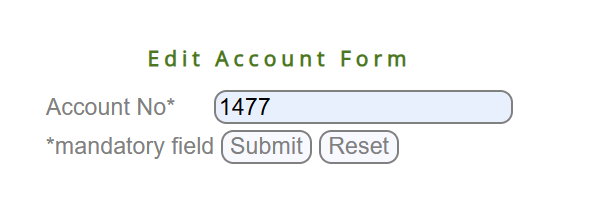 Edit Account Form
Account No* 1477
*mandatory field Submit Reset